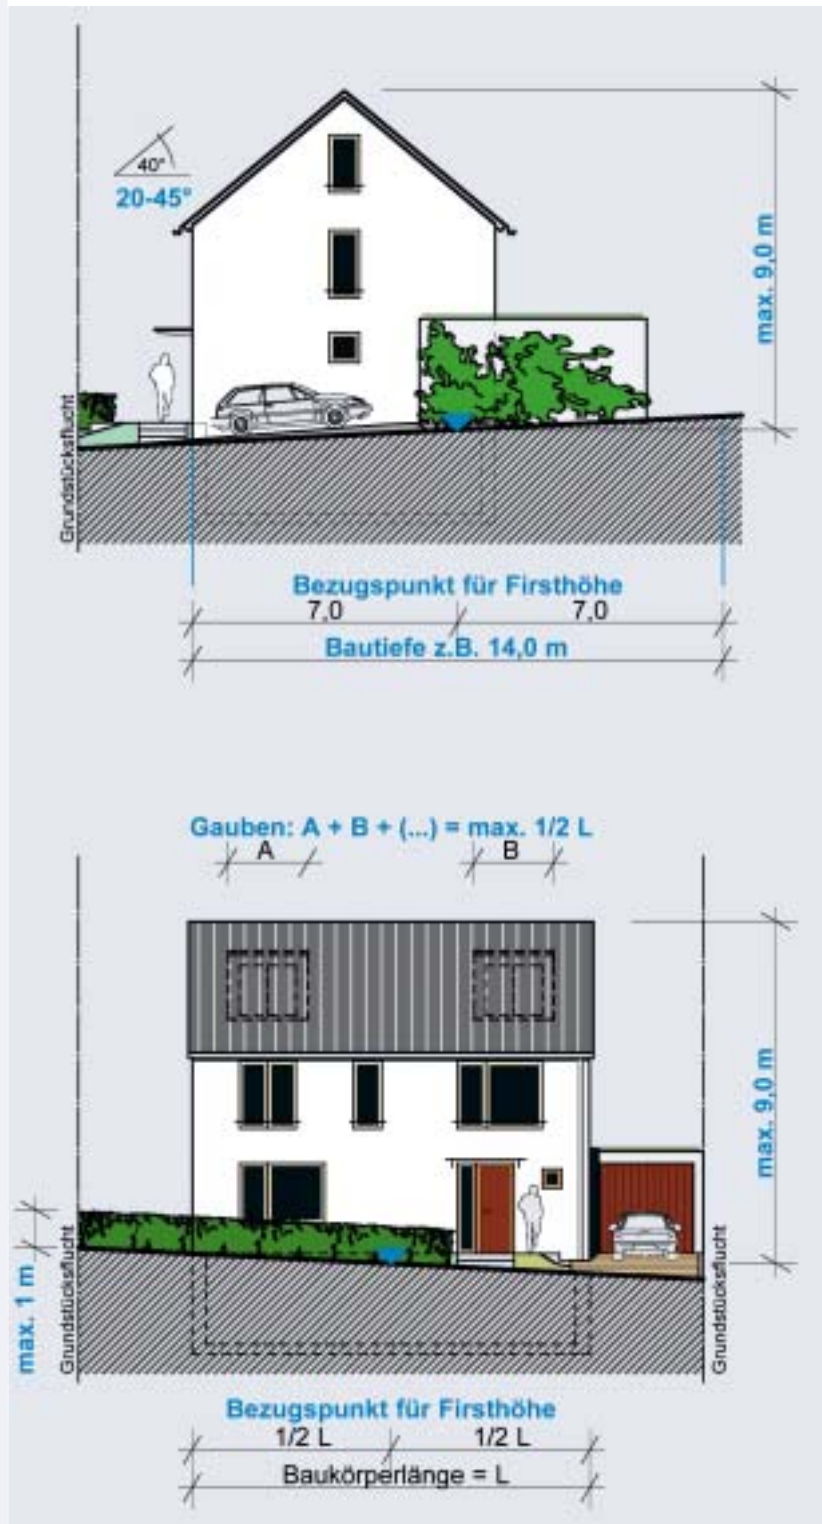 40°
20-45°
max. 9,0 m
Grundstücksflucht
Bezugspunkt für Firsthöhe
7,0 7,0
Bautiefe z.B. 14,0 m
Gauben: A + B + (...) = max. 1/2 L
A B
max. 9,0 m
max. 1 m
Grundstücksflucht
Grundstücksflucht
Bezugspunkt für Firsthöhe
1/2 L 1/2 L
Baukörperlänge = L